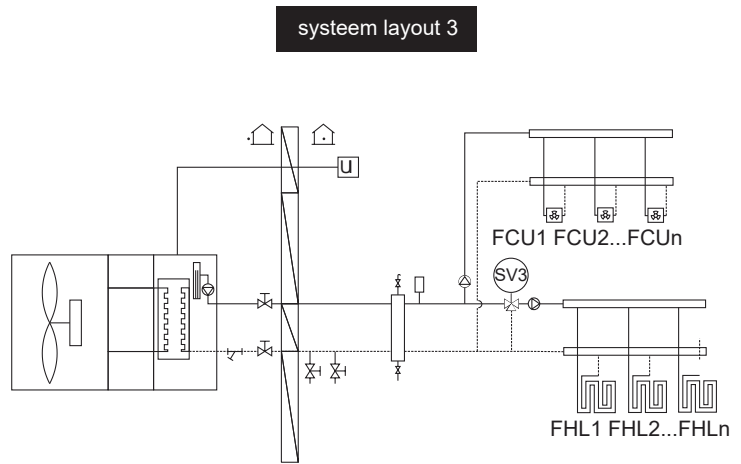 systeem layout 3
u
FCU1 FCU2...FCUn
SV3
FHL1 FHL2...FHLn